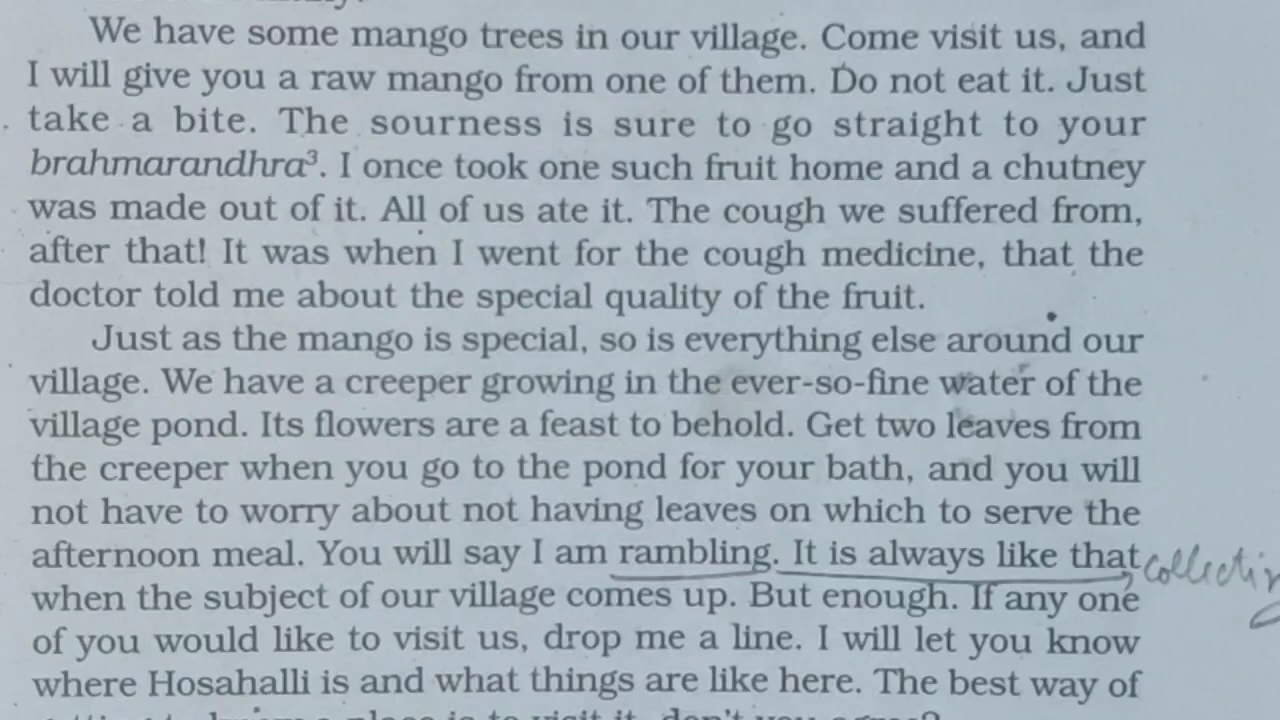 We have some mango trees in our village. Come visit us, and
I will give you a raw mango from one of them. Do not eat it. Just
take a bite. The sourness is sure to go straight to your
brahmarandhra³. I once took one such fruit home and a chutney
was made out of it. All of us ate it. The cough we suffered from,
after that! It was when I went for the cough medicine, that the
doctor told me about the special quality of the fruit.
Just as the mango is special, so is everything else around our
village. We have a creeper growing in the ever-so-fine water of the
village pond. Its flowers are a feast to behold. Get two leaves from
the creeper when you go to the pond for your bath, and you will
not have to worry about not having leaves on which to serve the
afternoon meal. You will say I am rambling. It is always like that
when the subject of our village comes up. But enough. If any one
of you would like to visit us, drop me a line. I will let you know
where Hosahalli is and what things are like here. The best way of